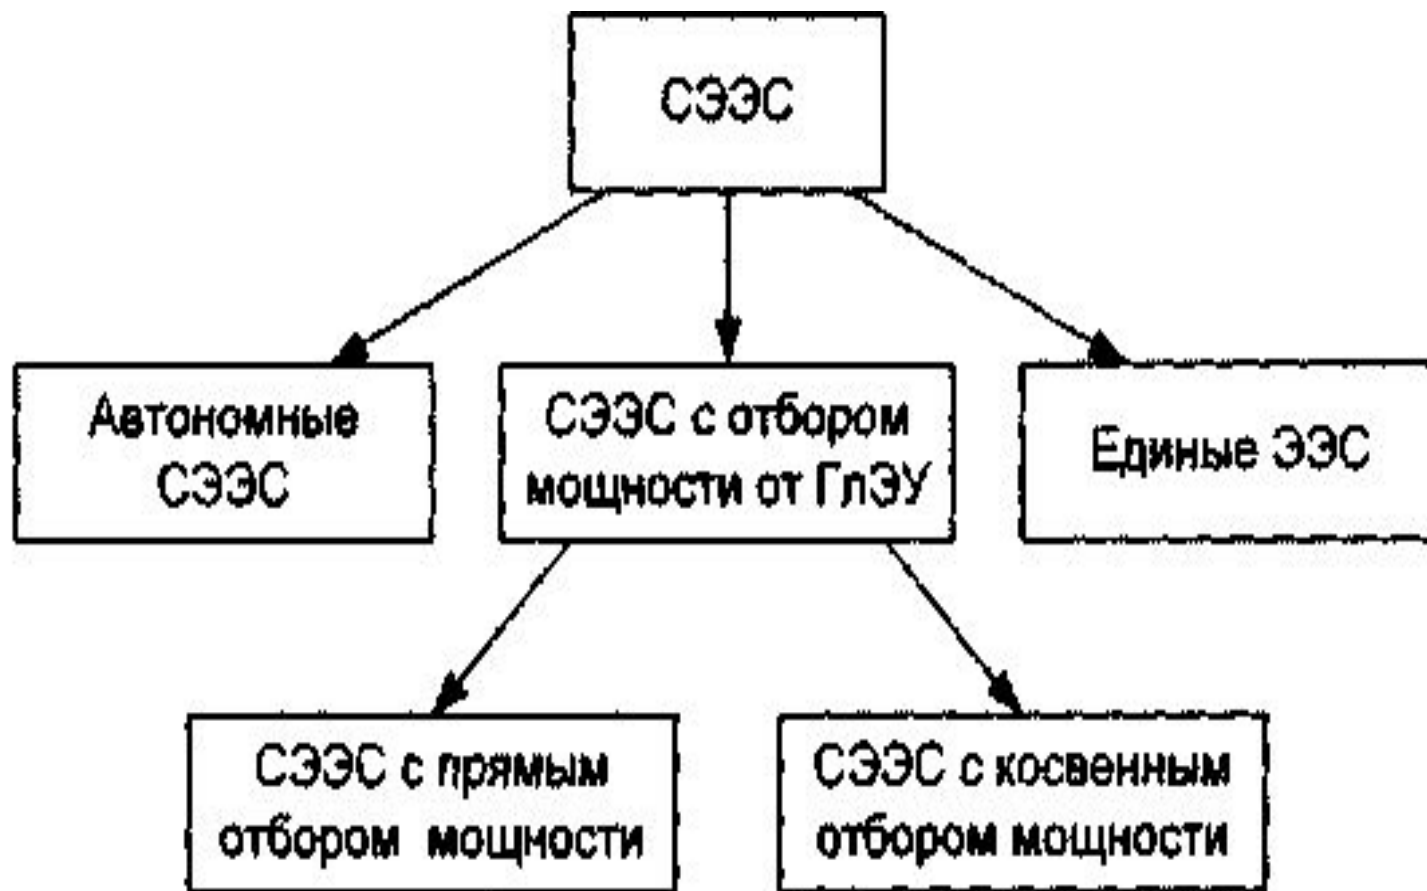 СЭЭС
Автономные
СЭЭС
СЭЭС с отбором
мощности от ГлЭУ
Единые ЭЭС
СЭЭС с прямым
отбором мощности
СЭЭС с косвенным
отбором мощности